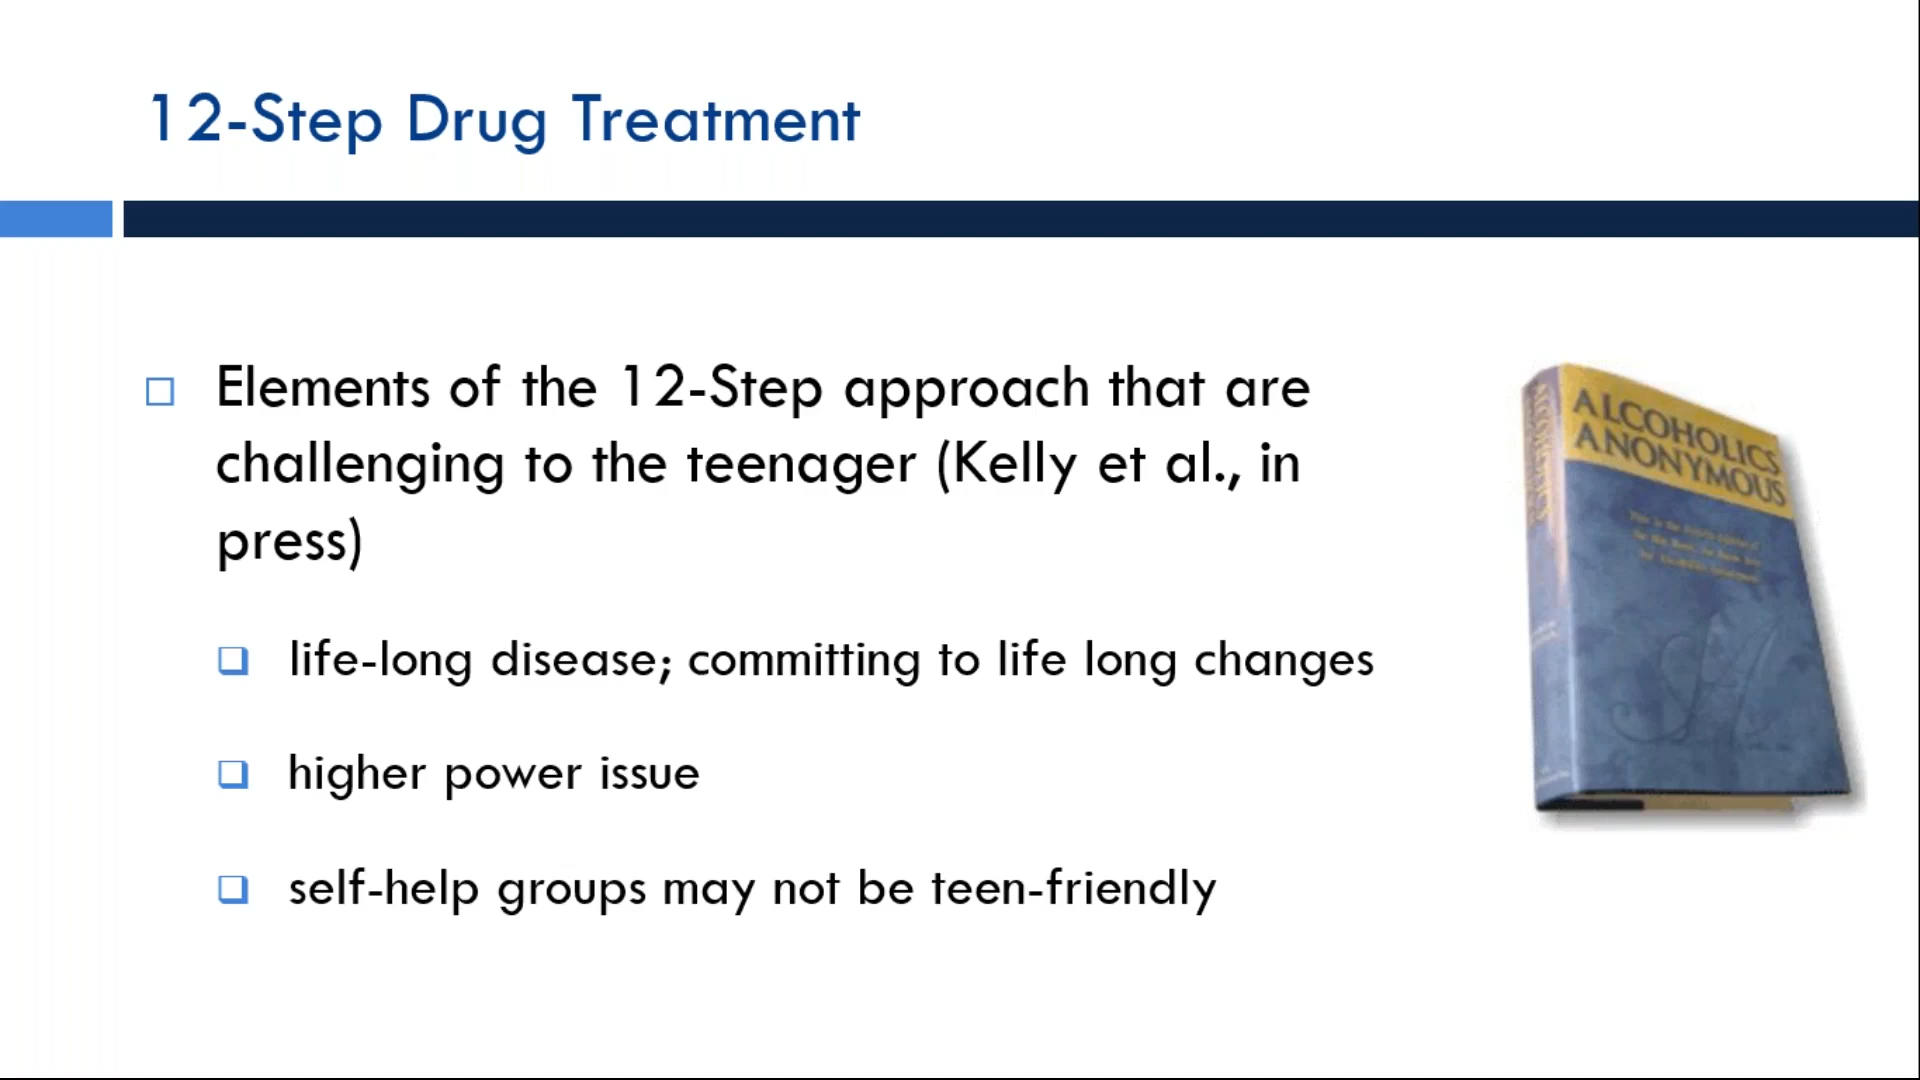 12-Step Drug Treatment
Elements of the 12-Step approach that are
challenging to the teenager (Kelly et al., in
press)
life-long disease; committing to life long changes
higher power issue
self-help groups may not be teen-friendly
ALCOHOLICS
ANONYMOUS